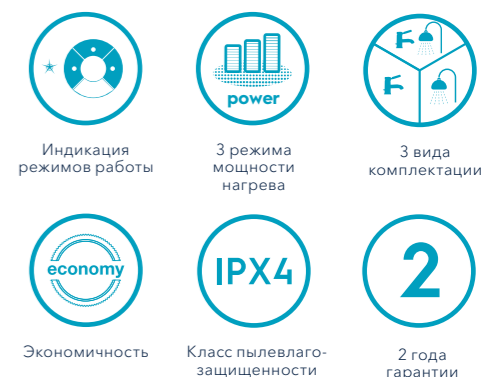 power
Индикация
режимов работы
3 режима
мощности
нагрева
3 вида
комплектации
economy
IPX4
2
Экономичность
Класс пылевлаго-
защищенности
2 года
гарантии